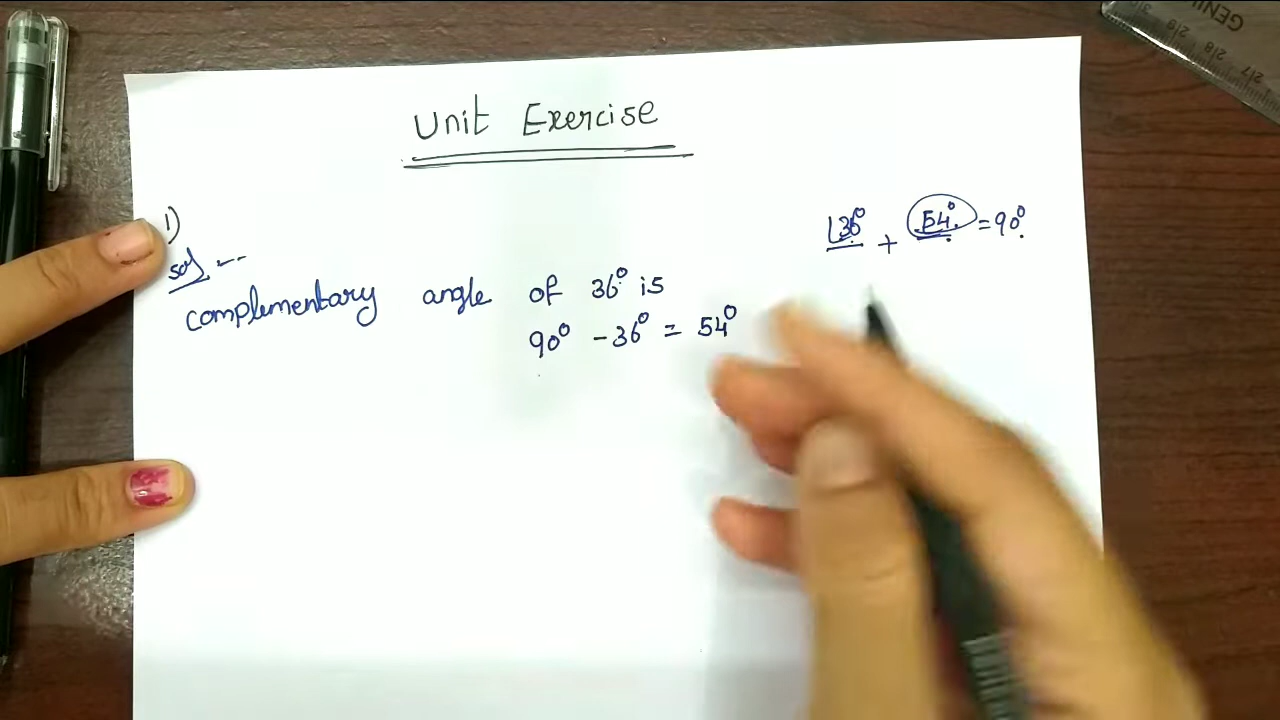 Unit Exercise
1)
Sol :-
∟36° + 54° = 90°
complementary angle of 36° is
90° - 36° = 54°